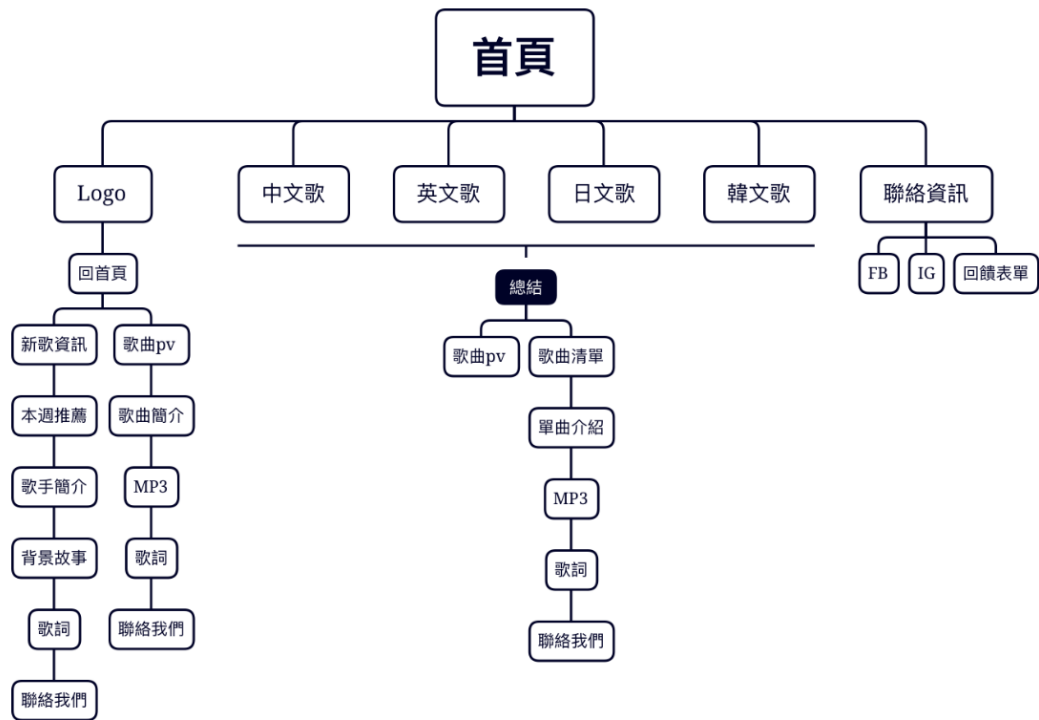 首頁
Logo
中文歌
英文歌
日文歌
韓文歌
聯絡資訊
回首頁
FB
IG
回饋表單
總結
新歌資訊
歌曲pv
歌曲pv
歌曲清單
本週推薦
歌曲簡介
單曲介紹
歌手簡介
MP3
MP3
背景故事
歌詞
歌詞
歌詞
聯絡我們
聯絡我們
聯絡我們